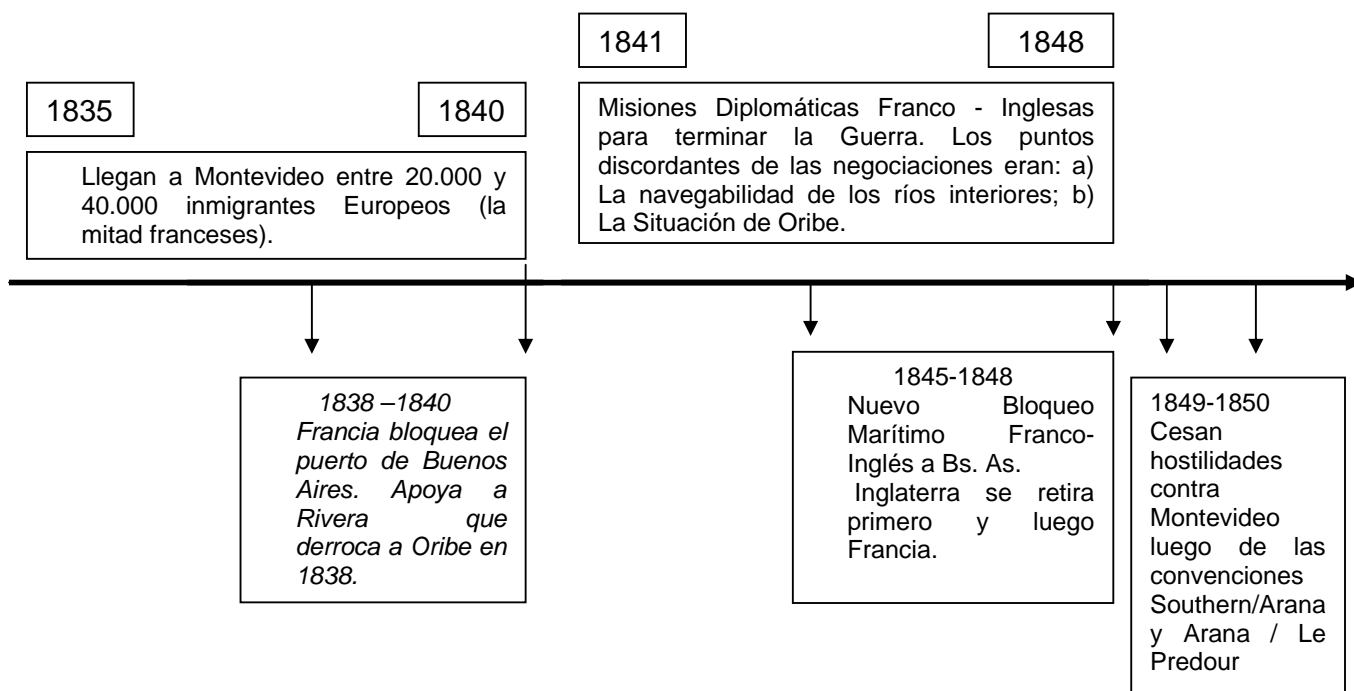 1835
1840
Llegan a Montevideo entre 20.000 y
40.000 inmigrantes Europeos (la
mitad franceses).
1841
1848
Misiones Diplomáticas Franco - Inglesas
para terminar la Guerra. Los puntos
discordantes de las negociaciones eran: a)
La navegabilidad de los ríos interiores; b)
La Situación de Oribe.
1838 –1840
Francia bloquea el
puerto de Buenos
Aires. Apoya a
Rivera que
derroca a Oribe en
1838.
1845-1848
Nuevo Bloqueo
Marítimo Franco-
Inglés a Bs. As.
Inglaterra se retira
primero y luego
Francia.
1849-1850
Cesan
hostilidades
contra
Montevideo
luego de las
convenciones
Southern/Arana
y Arana / Le
Predour